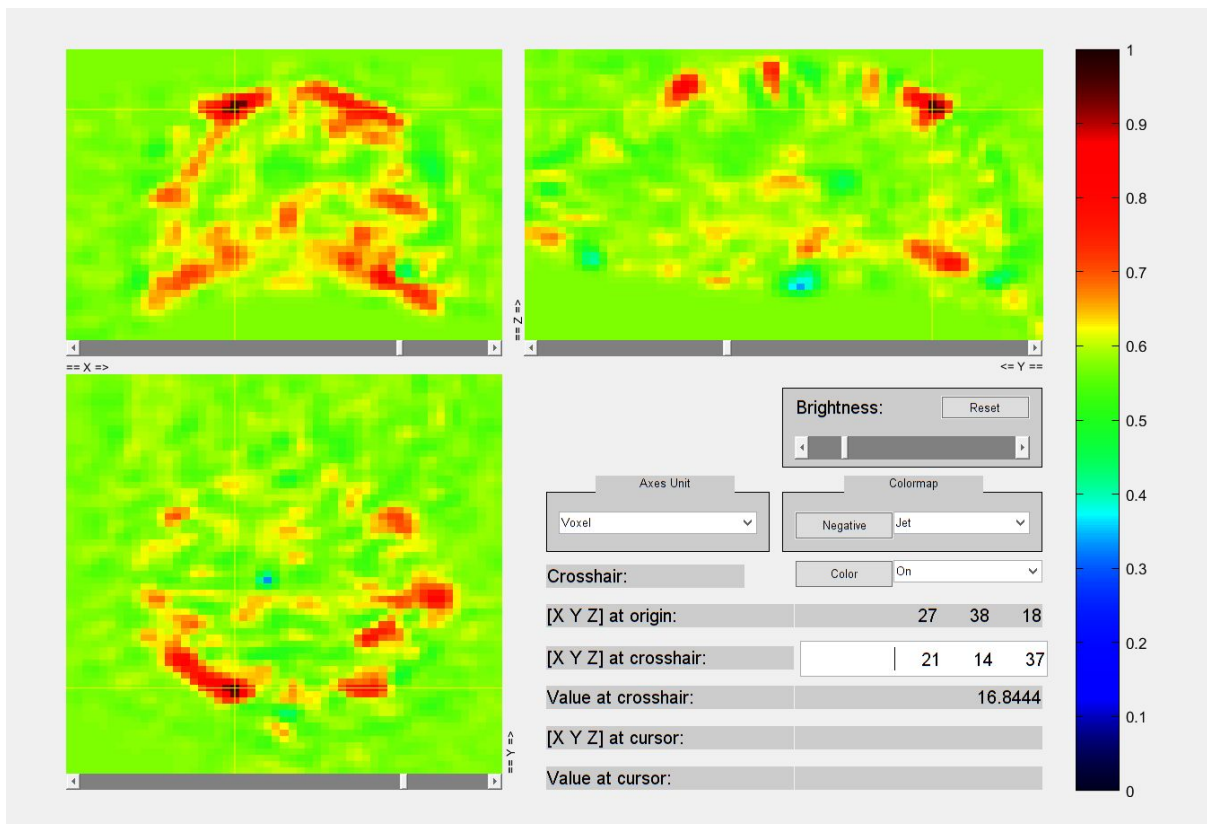 == Z =>
== X =>
<= Y ==
== Y =>
Brightness:
Reset
Axes Unit
Voxel
Colormap
Negative
Jet
Crosshair:
Color
On
[X Y Z] at origin: 27 38 18
[X Y Z] at crosshair: 21 14 37
Value at crosshair: 16.8444
[X Y Z] at cursor:
Value at cursor:
1
0.9
0.8
0.7
0.6
0.5
0.4
0.3
0.2
0.1
0